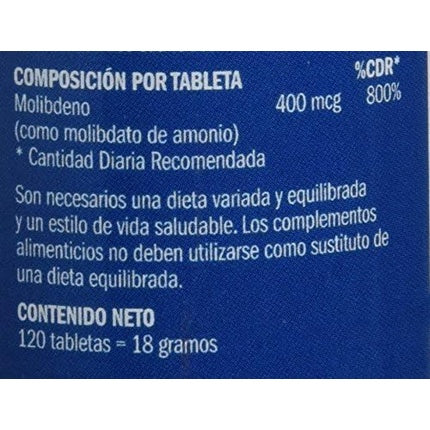 COMPOSICIÓN POR TABLETA %CDR*
Molibdeno 400 mcg 800%
(como molibdato de amonio)
* Cantidad Diaria Recomendada
Son necesarios una dieta variada y equilibrada
y un estilo de vida saludable. Los complementos
alimenticios no deben utilizarse como sustituto de
una dieta equilibrada.
CONTENIDO NETO
120 tabletas = 18 gramos